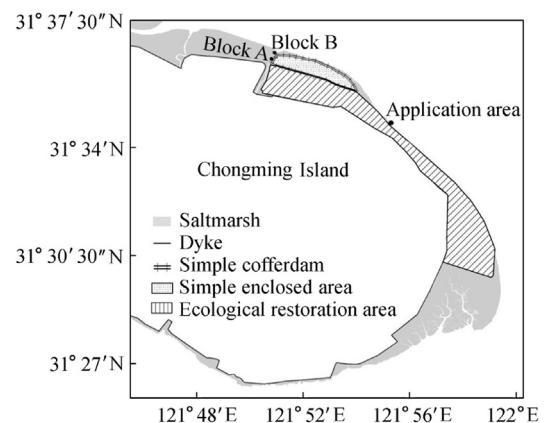 31° 37′ 30″ N
Block A
Block B
Application area
31° 34′ N
Chongming Island
Saltmarsh
Dyke
31° 30′ 30″ N
Simple cofferdam
Simple enclosed area
Ecological restoration area
31° 27′ N
121° 48′ E
121° 52′ E
121° 56′ E
122° E